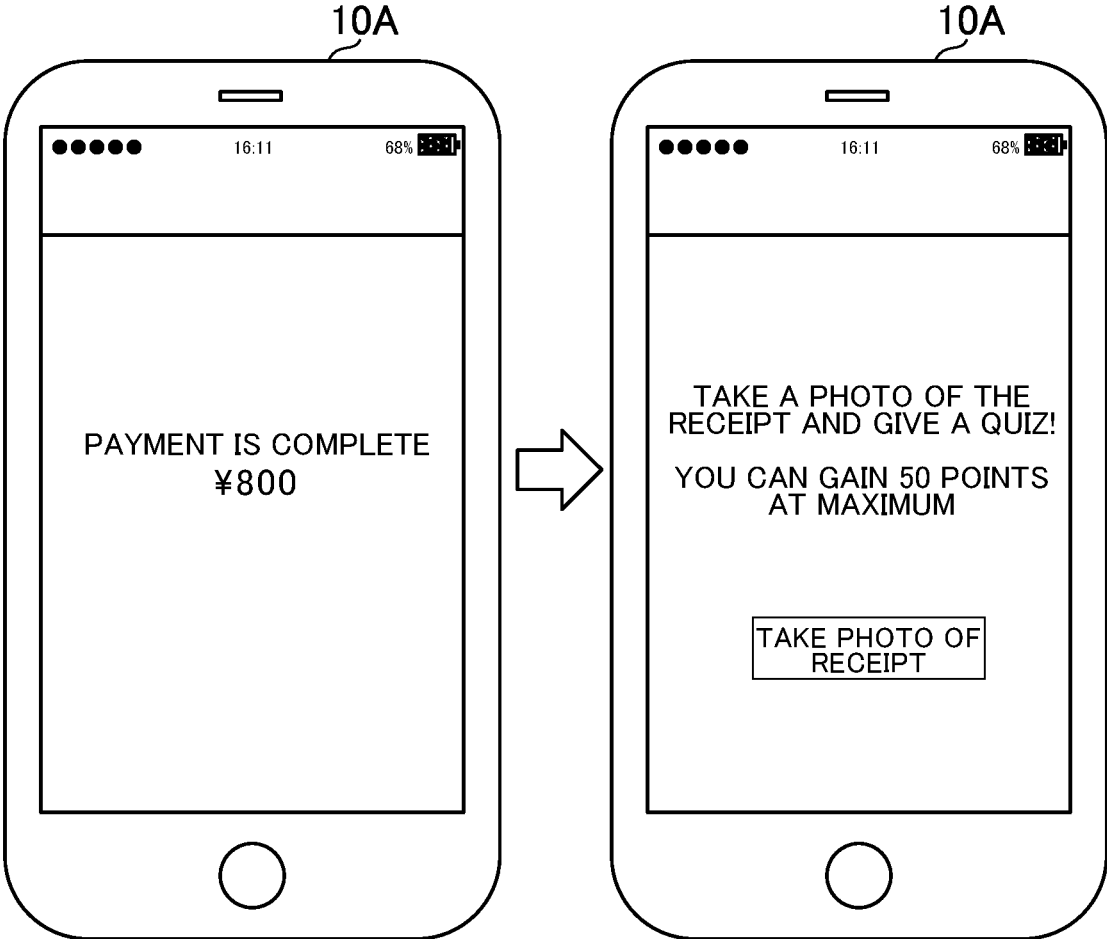 10A
16:11
68%
PAYMENT IS COMPLETE
¥800
10A
16:11
68%
TAKE A PHOTO OF THE
RECEIPT AND GIVE A QUIZ!
YOU CAN GAIN 50 POINTS
AT MAXIMUM
TAKE PHOTO OF
RECEIPT